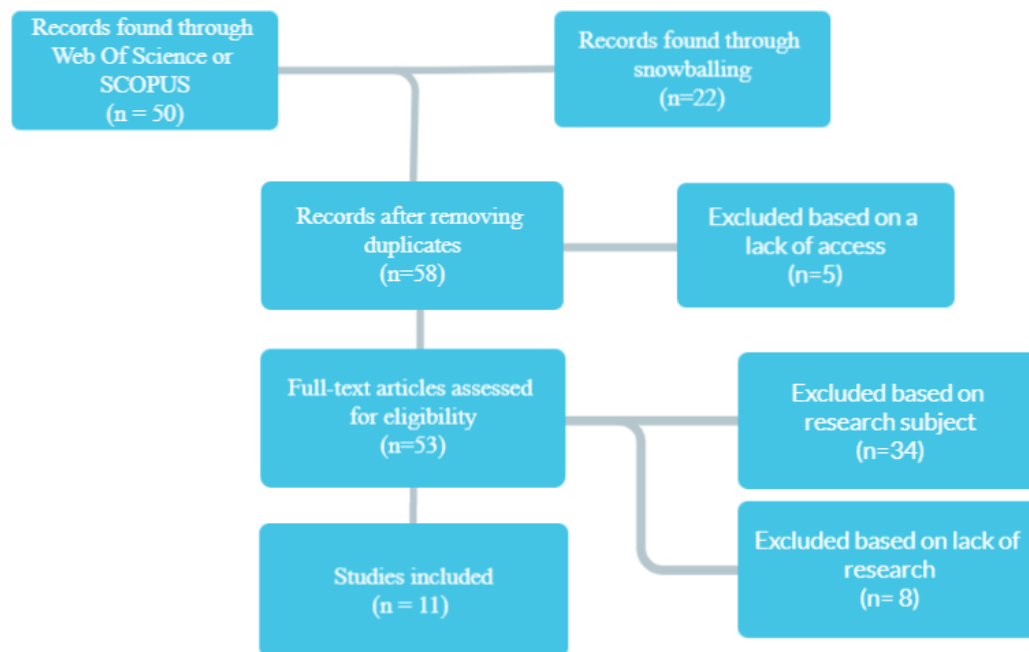 Records found through
Web Of Science or
SCOPUS
(n = 50)
Records found through
snowballing
(n=22)
Records after removing
duplicates
(n=58)
Excluded based on a
lack of access
(n=5)
Full-text articles assessed
for eligibility
(n=53)
Excluded based on
research subject
(n=34)
Excluded based on lack of
research
(n= 8)
Studies included
(n = 11)